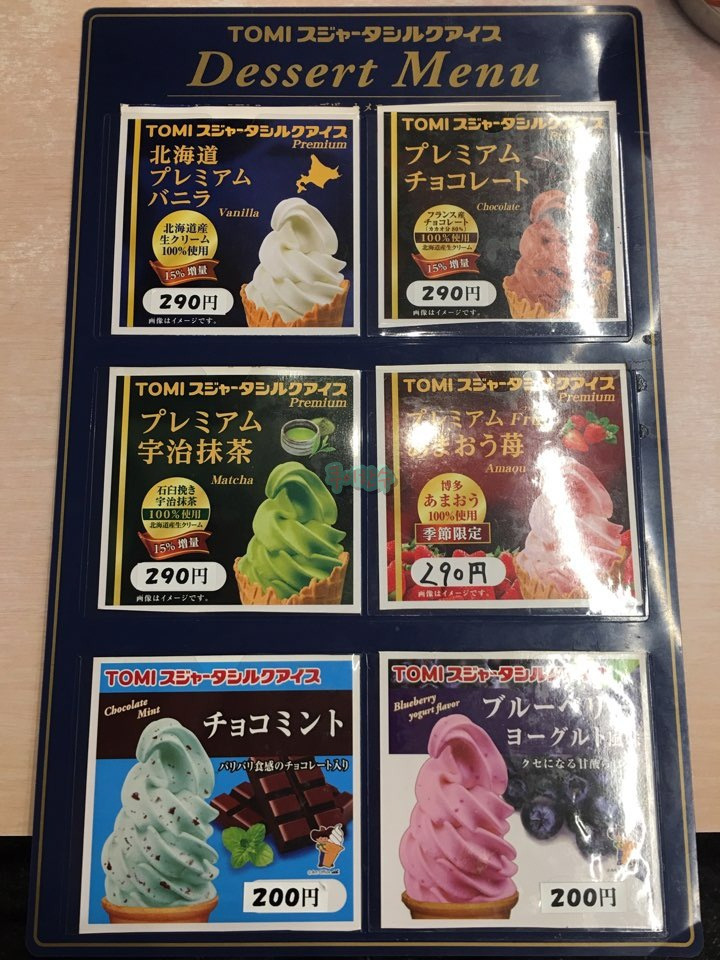 TOMI スジャータシルクアイス
Dessert Menu
TOMI スジャータシルクアイス
Premium
北海道
プレミアム
バニラ
Vanilla
北海道産
生クリーム
100%使用
15%増量
290円
画像はイメージです。
TOMI スジャータシルクアイス
プレミアム
チョコレート
Chocolate
フランス産
チョコレート
(カカオ分80%)
100%使用
北海道産生クリーム
15%増量
290円
画像はイメージです。
TOMI スジャータシルクアイス
Premium
プレミアム
宇治抹茶
Matcha
石臼挽き
宇治抹茶
100%使用
北海道産生クリーム
15%増量
290円
画像はイメージです。
TOMI スジャータシルクアイス
Premium
プレミアム
あまおう苺
Amaou
博多
あまおう
100%使用
季節限定
290円
画像はイメージです。
TOMI スジャータシルクアイス
Chocolate
Mint
チョコミント
パリパリ食感のチョコレート入り
200円
TOMI スジャータシルクアイス
Blueberry
yogurt flavor
ブルーベリー
ヨーグルト
クセになる甘酸
200円